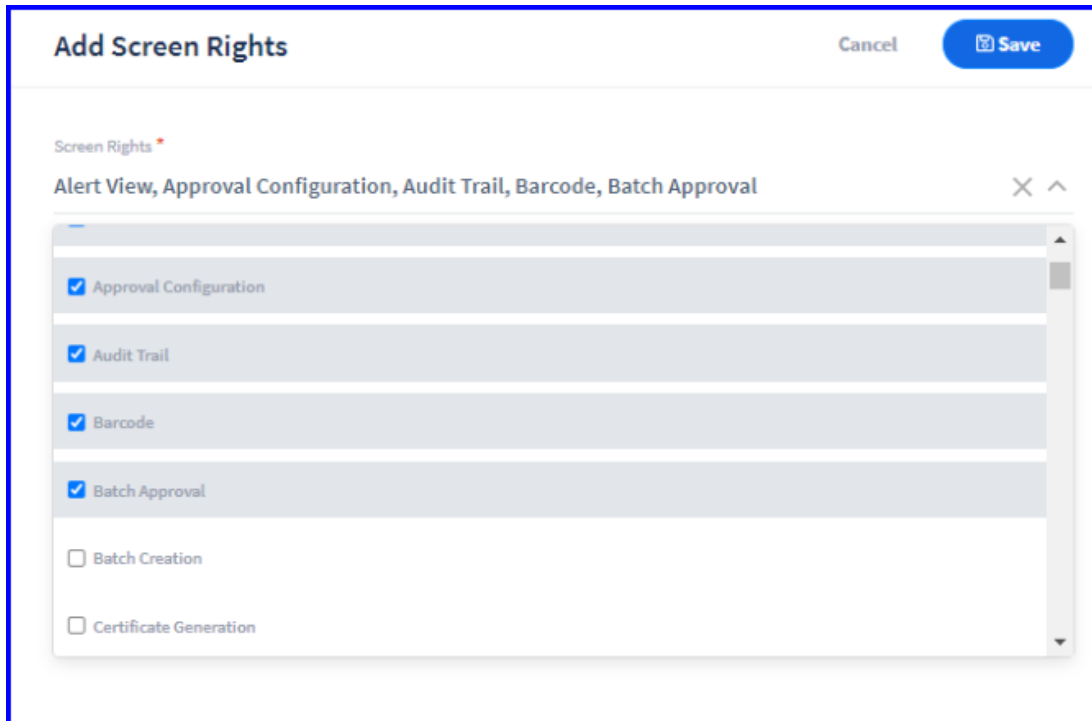 Add Screen Rights
Cancel
Save
Screen Rights *
Alert View, Approval Configuration, Audit Trail, Barcode, Batch Approval
Approval Configuration
Audit Trail
Barcode
Batch Approval
Batch Creation
Certificate Generation